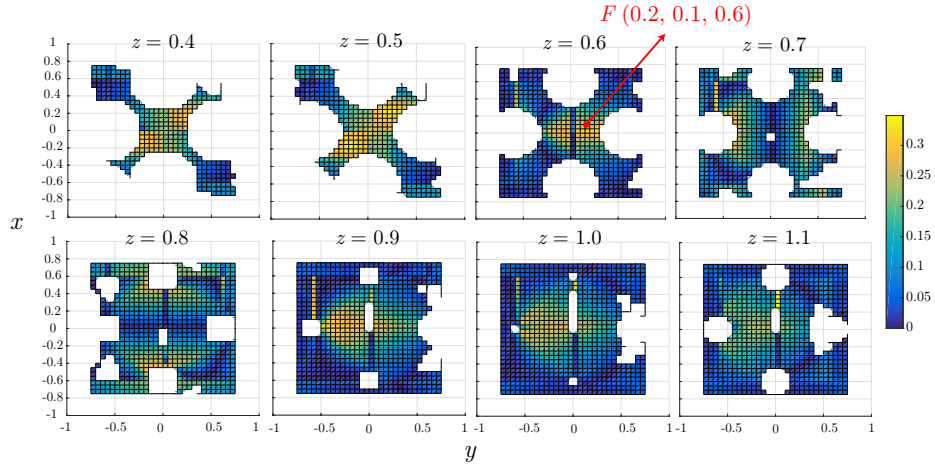 F (0.2, 0.1, 0.6)
z = 0.4
z = 0.5
z = 0.6
z = 0.7
1
0.8
0.6
0.4
0.2
0
-0.2
-0.4
-0.6
-0.8
-1
x
0.3
0.25
0.2
0.15
0.1
0.05
0
z = 0.8
z = 0.9
z = 1.0
z = 1.1
1
0.8
0.6
0.4
0.2
0
-0.2
-0.4
-0.6
-0.8
-1
-1 -0.5 0 0.5 1
-1 -0.5 0 0.5 1
-1 -0.5 0 0.5 1
-1 -0.5 0 0.5 1
y